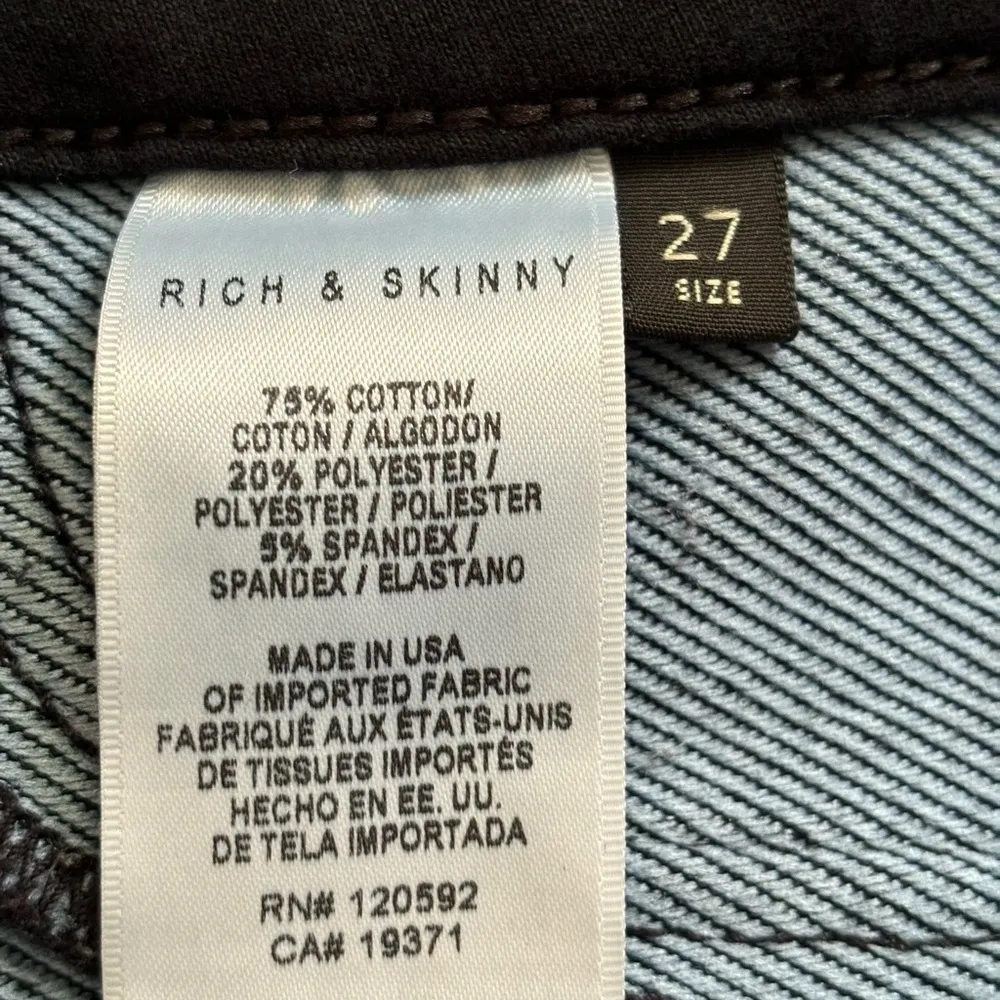 RICH & SKINNY
27
SIZE
75% COTTON/
COTON / ALGODON
20% POLYESTER /
POLYESTER / POLIESTER
5% SPANDEX /
SPANDEX / ELASTANO
MADE IN USA
OF IMPORTED FABRIC
FABRIQUÉ AUX ÉTATS-UNIS
DE TISSUES IMPORTÉS
HECHO EN EE. UU.
DE TELA IMPORTADA
RN# 120592
CA# 19371